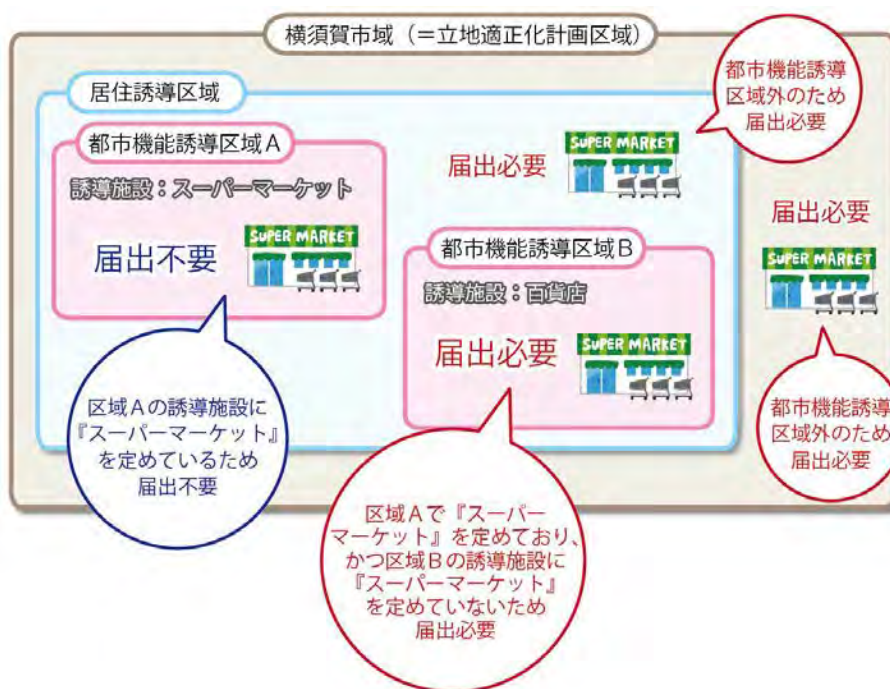 横須賀市域（＝立地適正化計画区域）
都市機能誘導
区域外のため
届出必要
居住誘導区域
都市機能誘導区域A
誘導施設：スーパーマーケット
届出不要
SUPER MARKET
届出必要
SUPER MARKET
届出必要
SUPER MARKET
都市機能誘導区域B
誘導施設：百貨店
届出必要
SUPER MARKET
区域Aの誘導施設に
『スーパーマーケット』
を定めているため
届出不要
都市機能誘導
区域外のため
届出必要
区域Aで『スーパー
マーケット』を定めており、
かつ区域Bの誘導施設に
『スーパーマーケット』
を定めていないため
届出必要